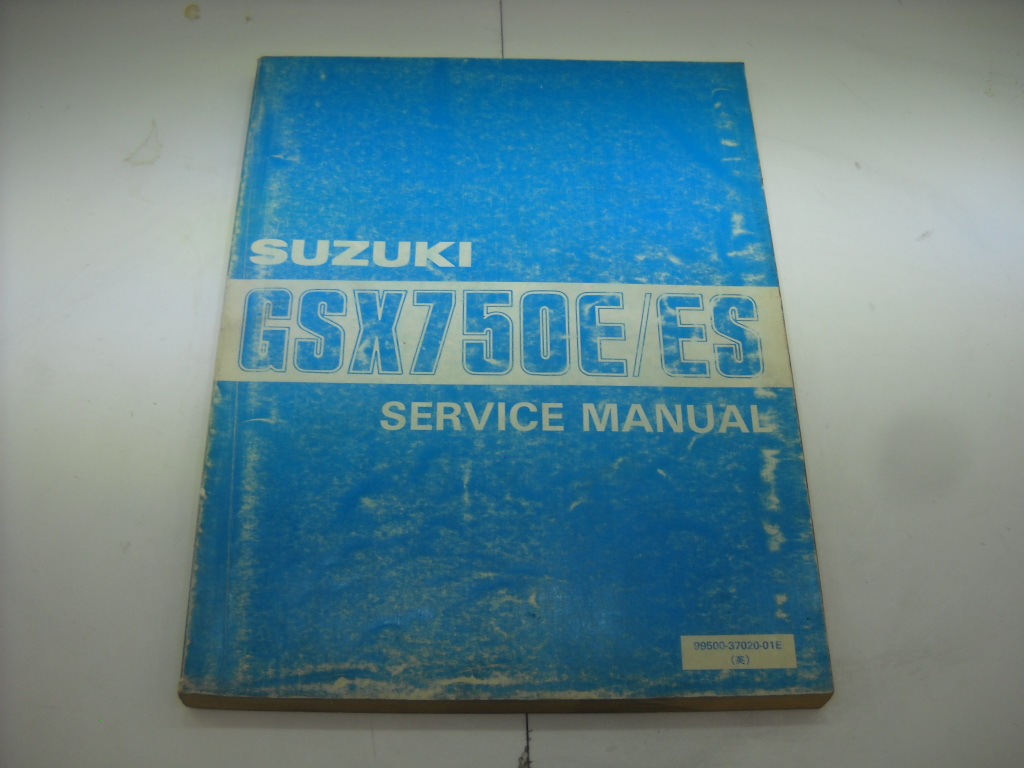 SUZUKI
GSX750E/ES
SERVICE MANUAL
99500-37020-01E
(英)